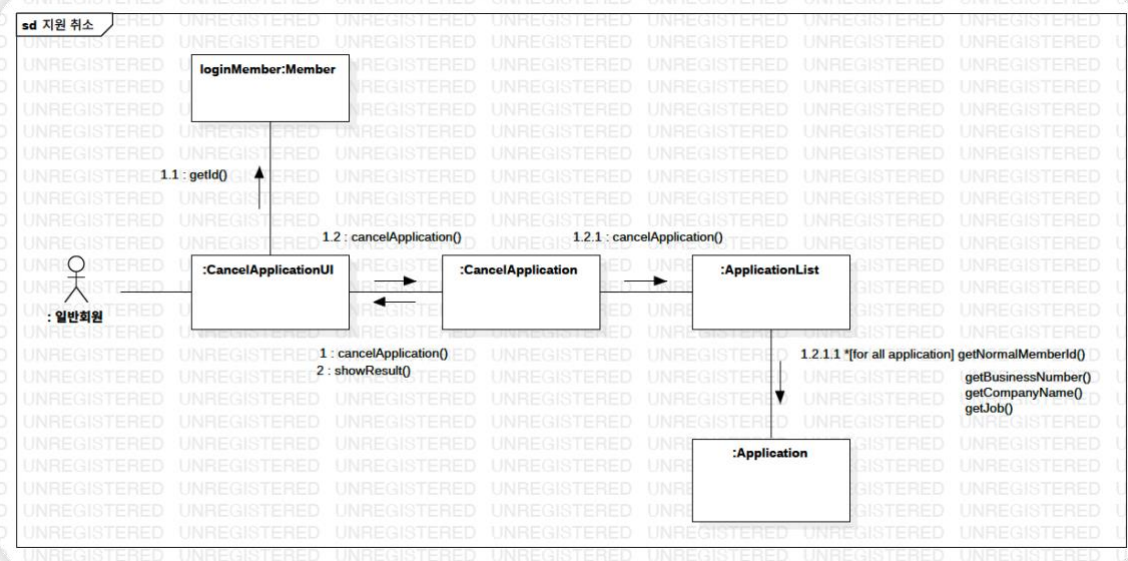 sd 지원 취소
loginMember:Member
1.1 : getId()
1.2 : cancelApplication()
1.2.1 : cancelApplication()
:CancelApplicationUI
:CancelApplication
:ApplicationList
: 일반회원
1 : cancelApplication()
2 : showResult()
1.2.1.1 *[for all application] getNormalMemberId()
getBusinessNumber()
getCompanyName()
getJob()
:Application
UNREGISTERED